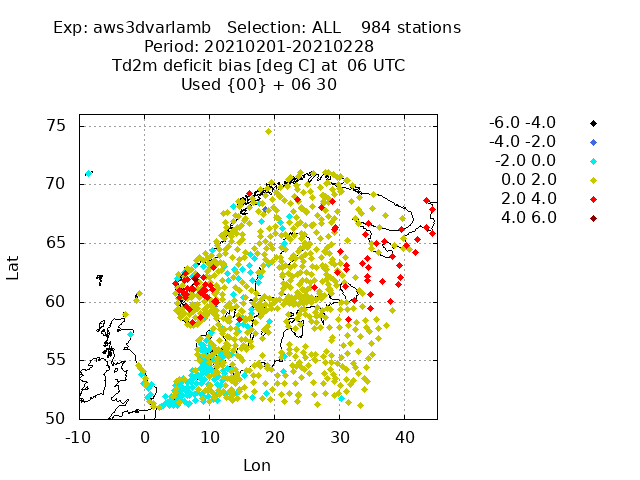 Exp: aws3dvarlamb Selection: ALL 984 stations
Period: 20210201-20210228
Td2m deficit bias [deg C] at 06 UTC
Used {00} + 06 30
75
70
65
60
55
50
-10 0 10 20 30 40
Lat
Lon
-6.0 -4.0
-4.0 -2.0
-2.0 0.0
0.0 2.0
2.0 4.0
4.0 6.0